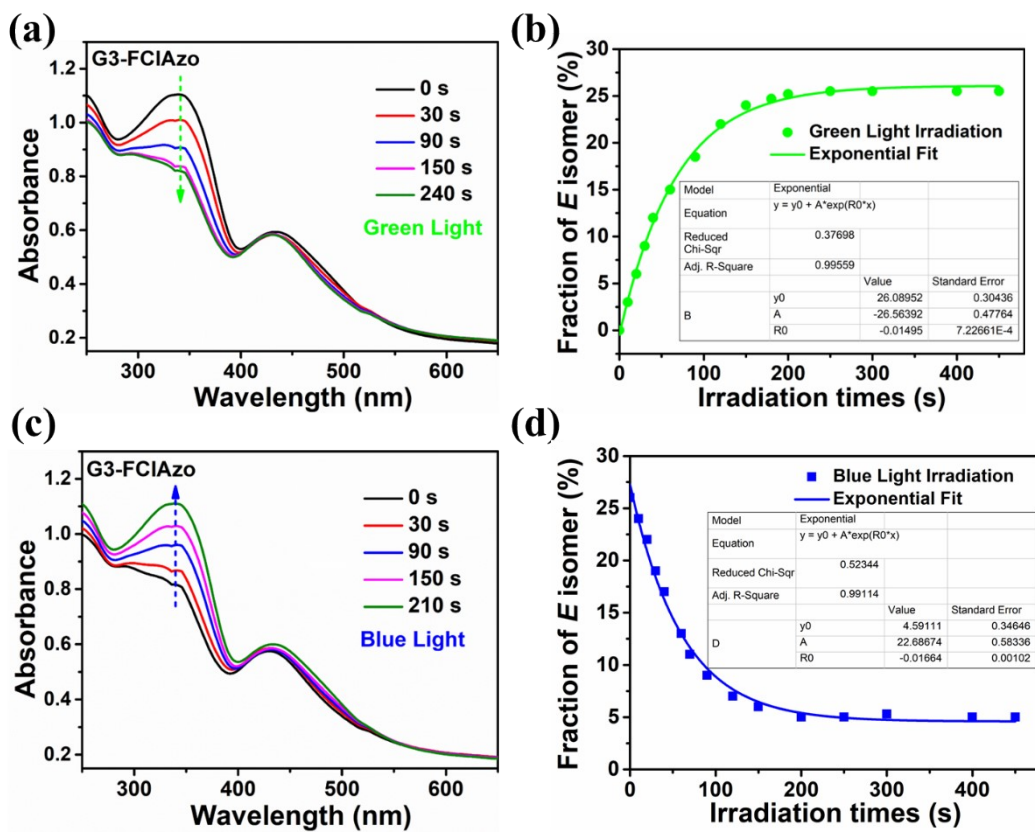 (a)
G3-FClAzo
0 s
30 s
90 s
150 s
240 s
Green Light
Absorbance
1.2
1.0
0.8
0.6
0.4
0.2
300
400
500
600
Wavelength (nm)
(b)
Fraction of E isomer (%)
30
25
20
15
10
5
0
Green Light Irradiation
Exponential Fit
Model Exponential
Equation y = y0 + A*exp(R0*x)
Reduced Chi-Sqr 0.37698
Adj. R-Square 0.99559
Value Standard Error
B y0 26.08952 0.30436
A -26.56392 0.47764
R0 -0.01495 7.22661E-4
0
100
200
300
400
Irradiation times (s)
(c)
G3-FClAzo
0 s
30 s
90 s
150 s
210 s
Blue Light
Absorbance
1.2
1.0
0.8
0.6
0.4
0.2
300
400
500
600
Wavelength (nm)
(d)
Fraction of E isomer (%)
30
25
20
15
10
5
0
Blue Light Irradiation
Exponential Fit
Model Exponential
Equation y = y0 + A*exp(R0*x)
Reduced Chi-Sqr 0.52344
Adj. R-Square 0.99114
Value Standard Error
D y0 4.59111 0.34646
A 22.68674 0.58336
R0 -0.01664 0.00102
0
100
200
300
400
Irradiation times (s)